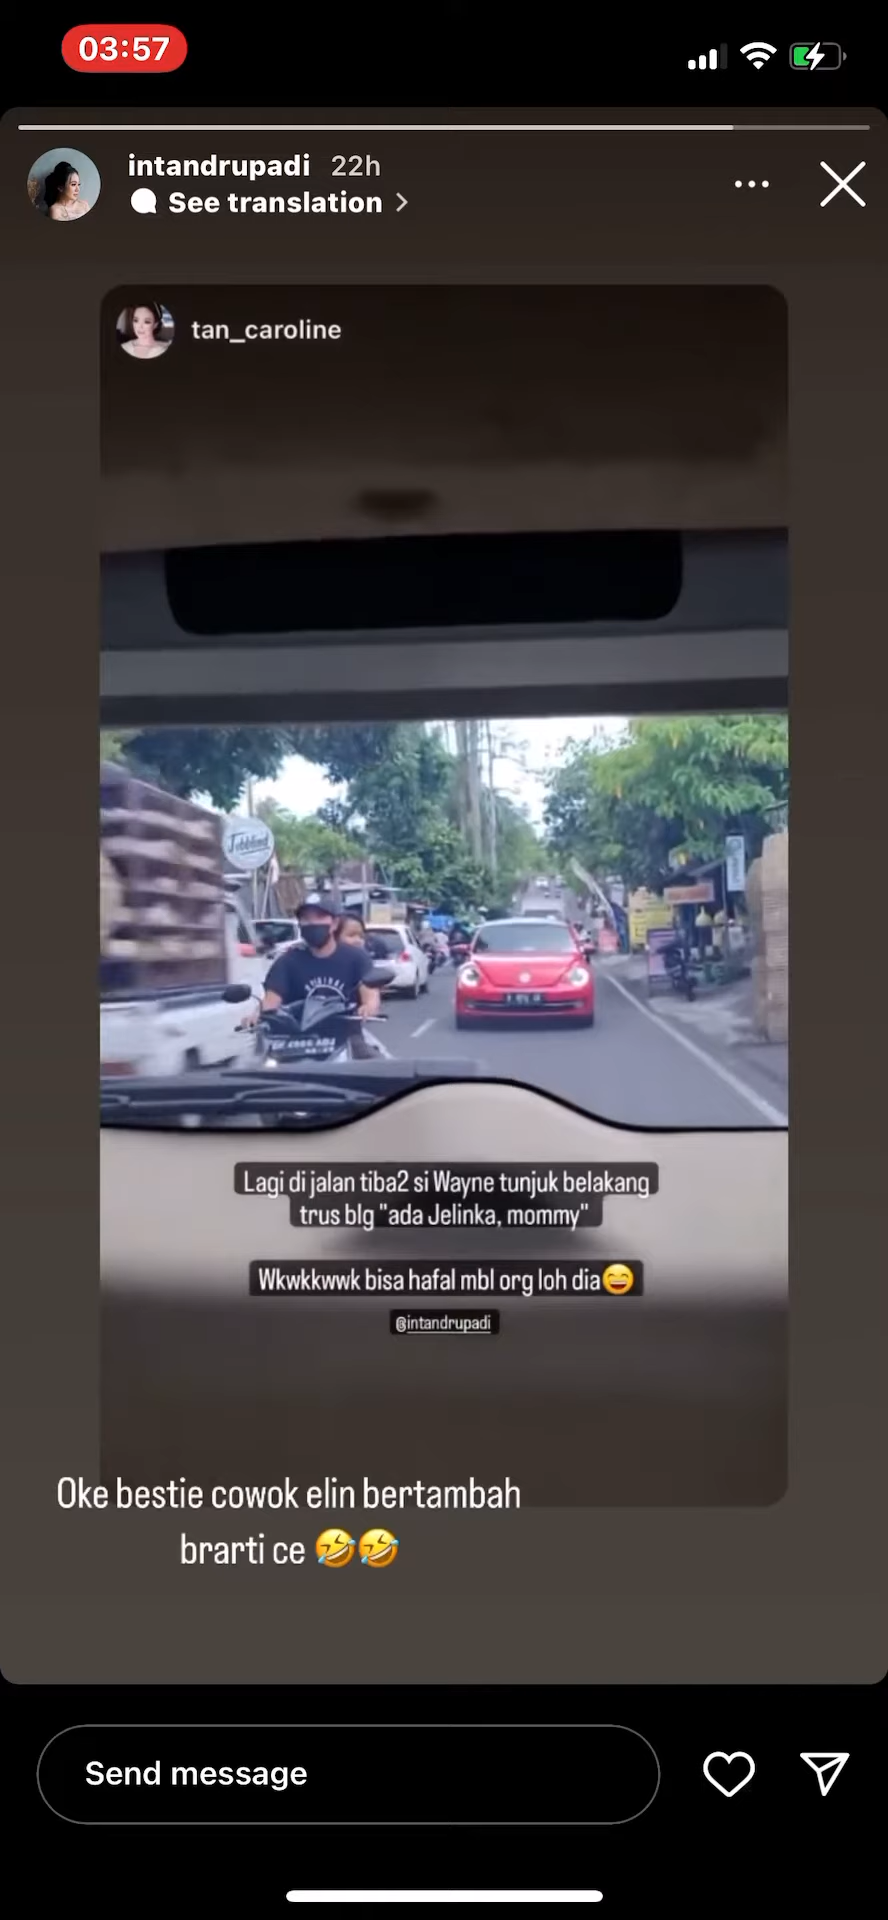 03:57
intandrupadi 22h
See translation >
tan_caroline
Lagi di jalan tiba2 si Wayne tunjuk belakang
trus blg "ada Jelinka, mommy"
Wkwkkwwk bisa hafal mbl org loh dia😄
@intandrupadi
Oke bestie cowok elin bertambah
brarti ce 🤣🤣
Send message